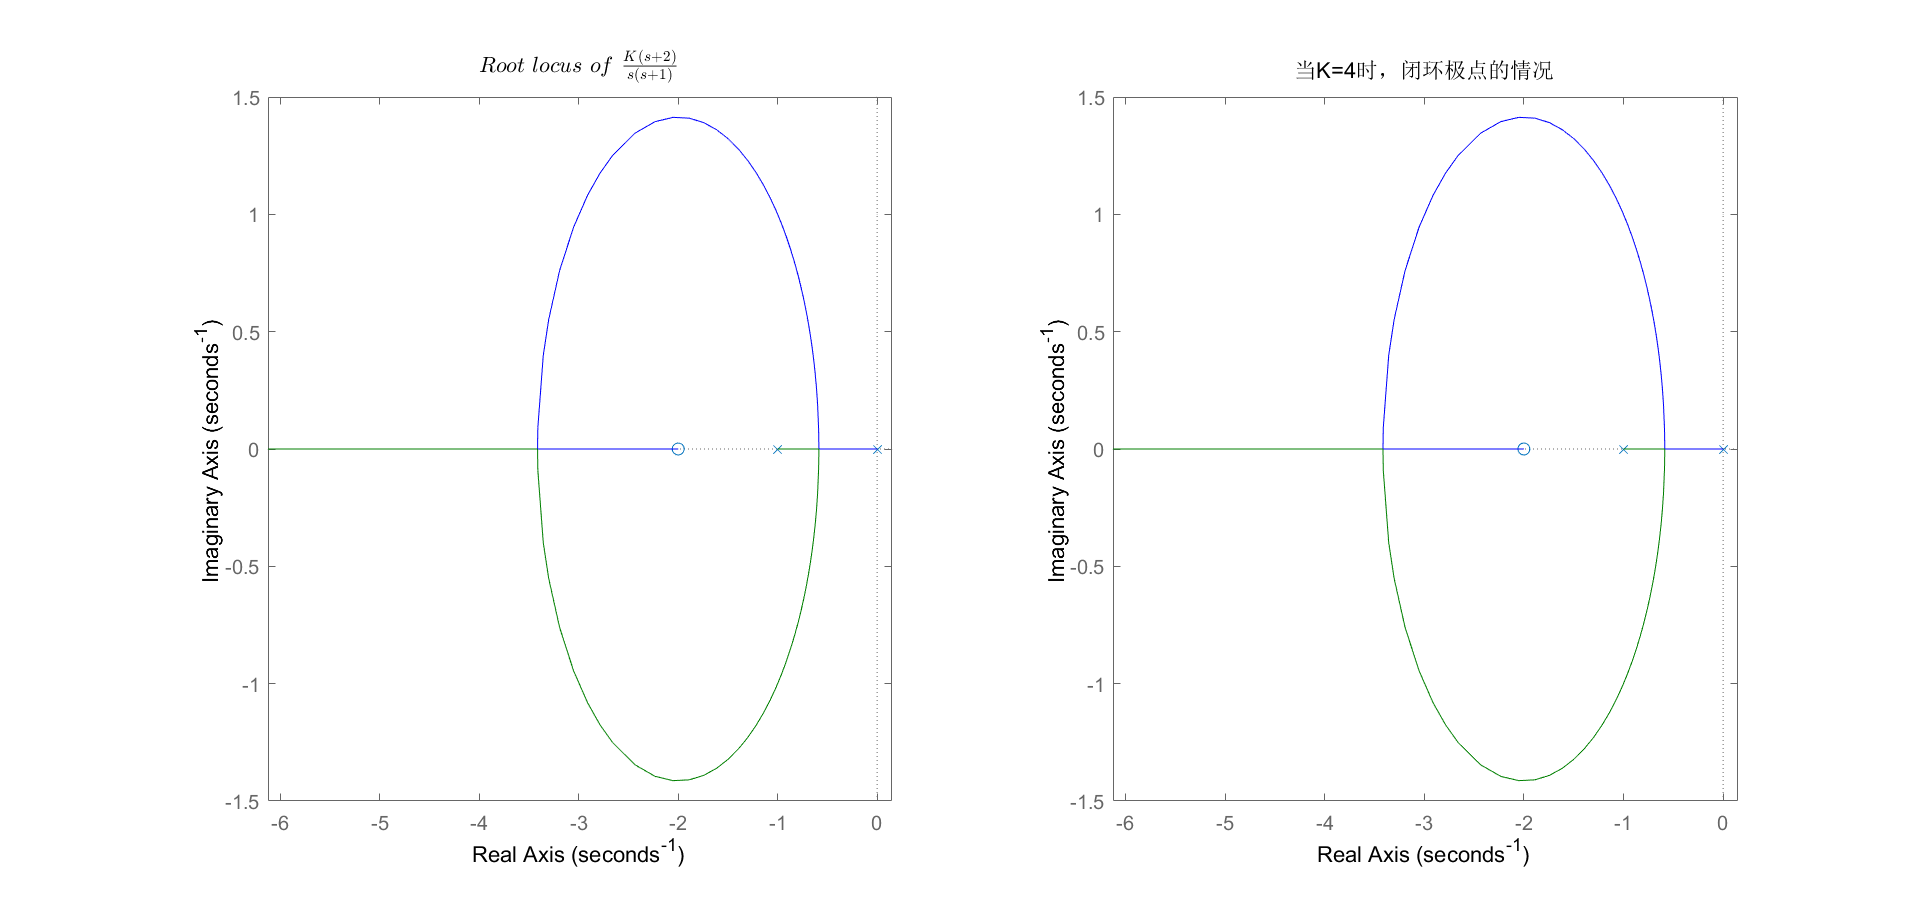 Root locus of K(s+2)/s(s+1)
1.5
1
0.5
0
-0.5
-1
-1.5
-6 -5 -4 -3 -2 -1 0
Real Axis (seconds-1)
Imaginary Axis (seconds-1)
当K=4时，闭环极点的情况
1.5
1
0.5
0
-0.5
-1
-1.5
-6 -5 -4 -3 -2 -1 0
Real Axis (seconds-1)
Imaginary Axis (seconds-1)